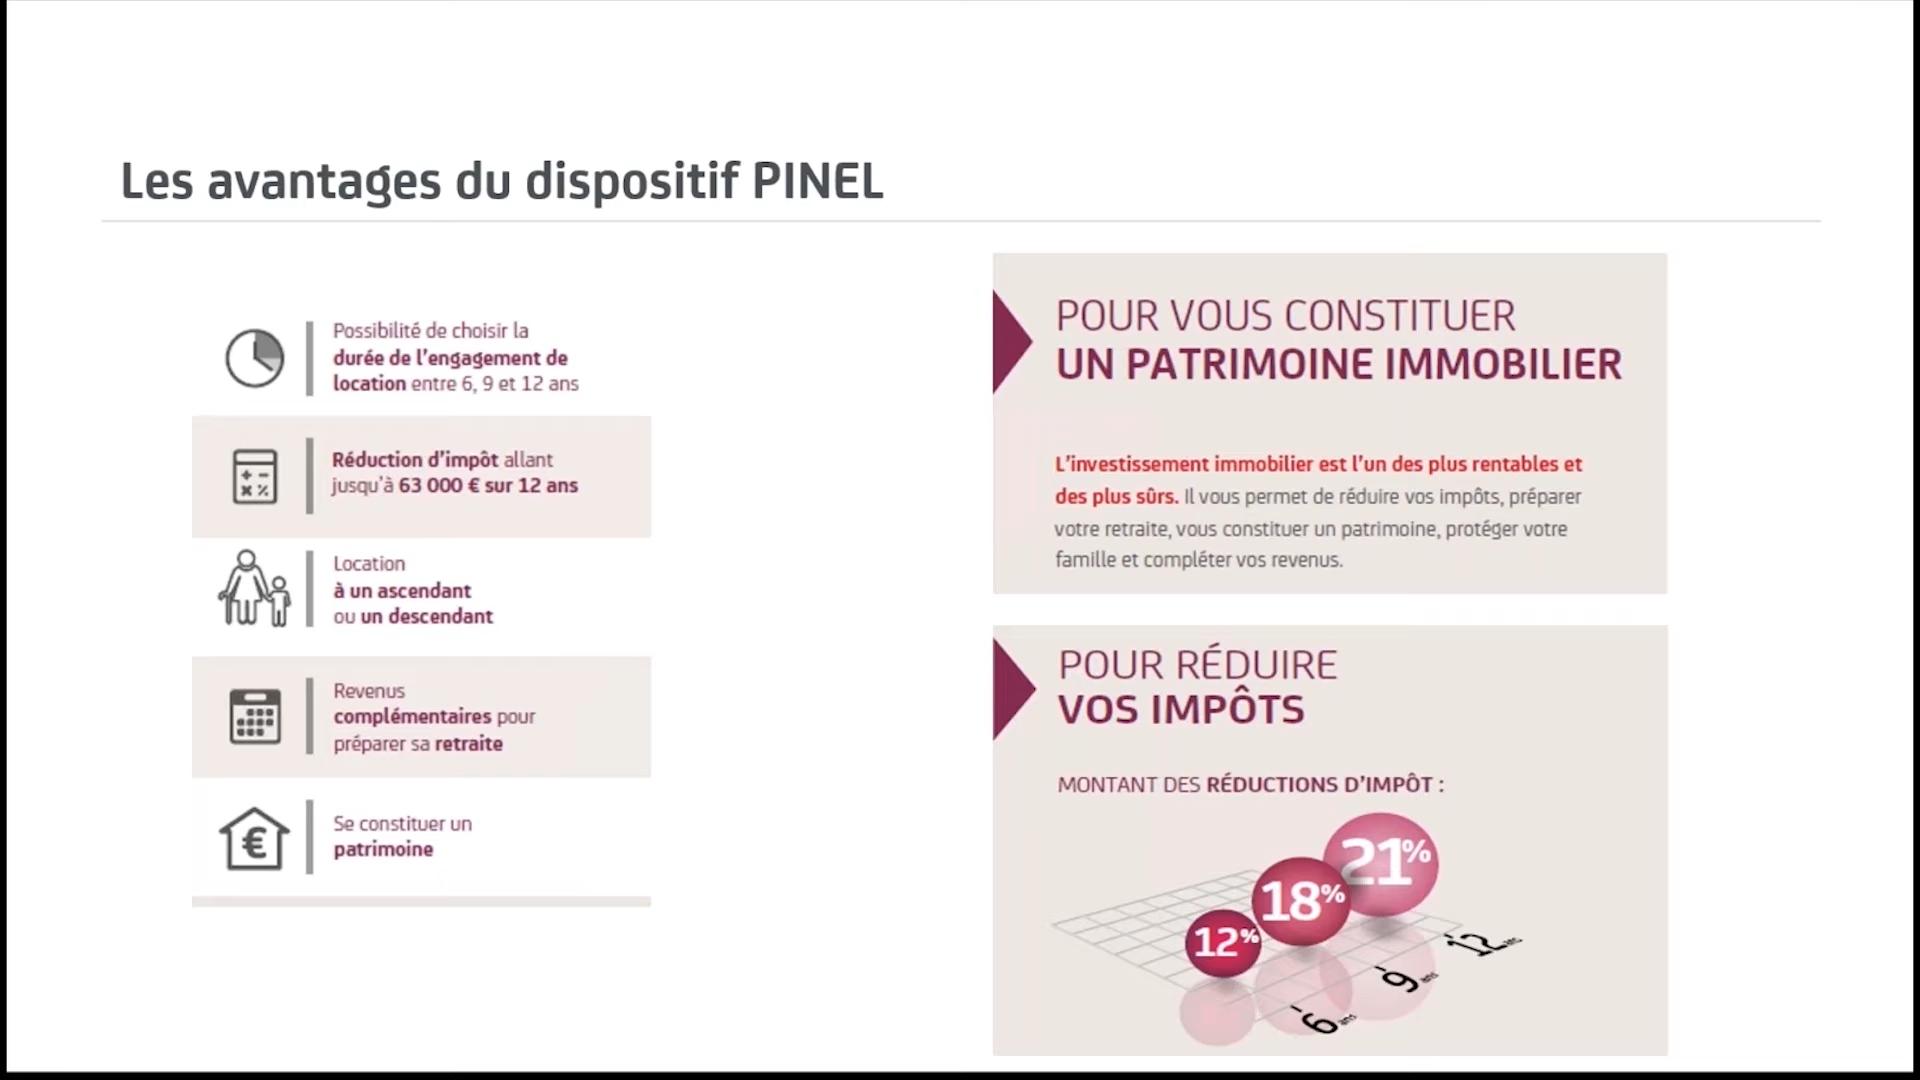 Les avantages du dispositif PINEL
Possibilité de choisir la
durée de l'engagement de
location entre 6, 9 et 12 ans
Réduction d'impôt allant
jusqu'à 63 000 € sur 12 ans
Location
à un ascendant
ou un descendant
Revenus
complémentaires pour
préparer sa retraite
€
Se constituer un
patrimoine
POUR VOUS CONSTITUER
UN PATRIMOINE IMMOBILIER
L'investissement immobilier est l'un des plus rentables et
des plus sûrs. Il vous permet de réduire vos impôts, préparer
votre retraite, vous constituer un patrimoine, protéger votre
famille et compléter vos revenus.
POUR RÉDUIRE
VOS IMPÔTS
MONTANT DES RÉDUCTIONS D'IMPÔT :
12%
18%
21%
6 ans
9 ans
12 ans